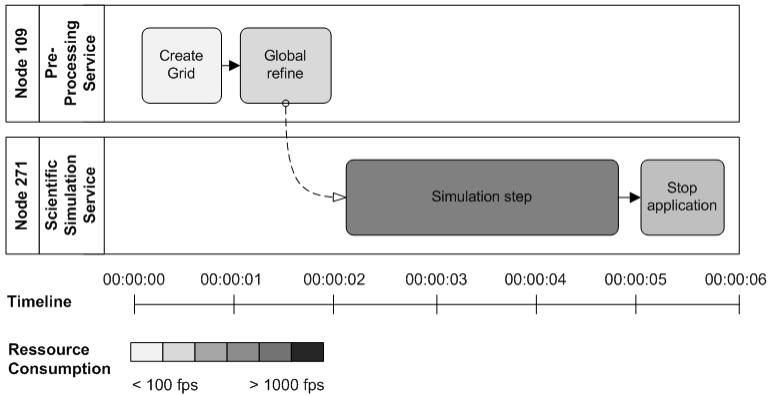 Node 109
Pre-
Processing
Service
Create
Grid
Global
refine
Node 271
Scientific
Simulation
Service
Simulation step
Stop
application
00:00:00 00:00:01 00:00:02 00:00:03 00:00:04 00:00:05 00:00:06
Timeline
Ressource
Consumption
< 100 fps > 1000 fps